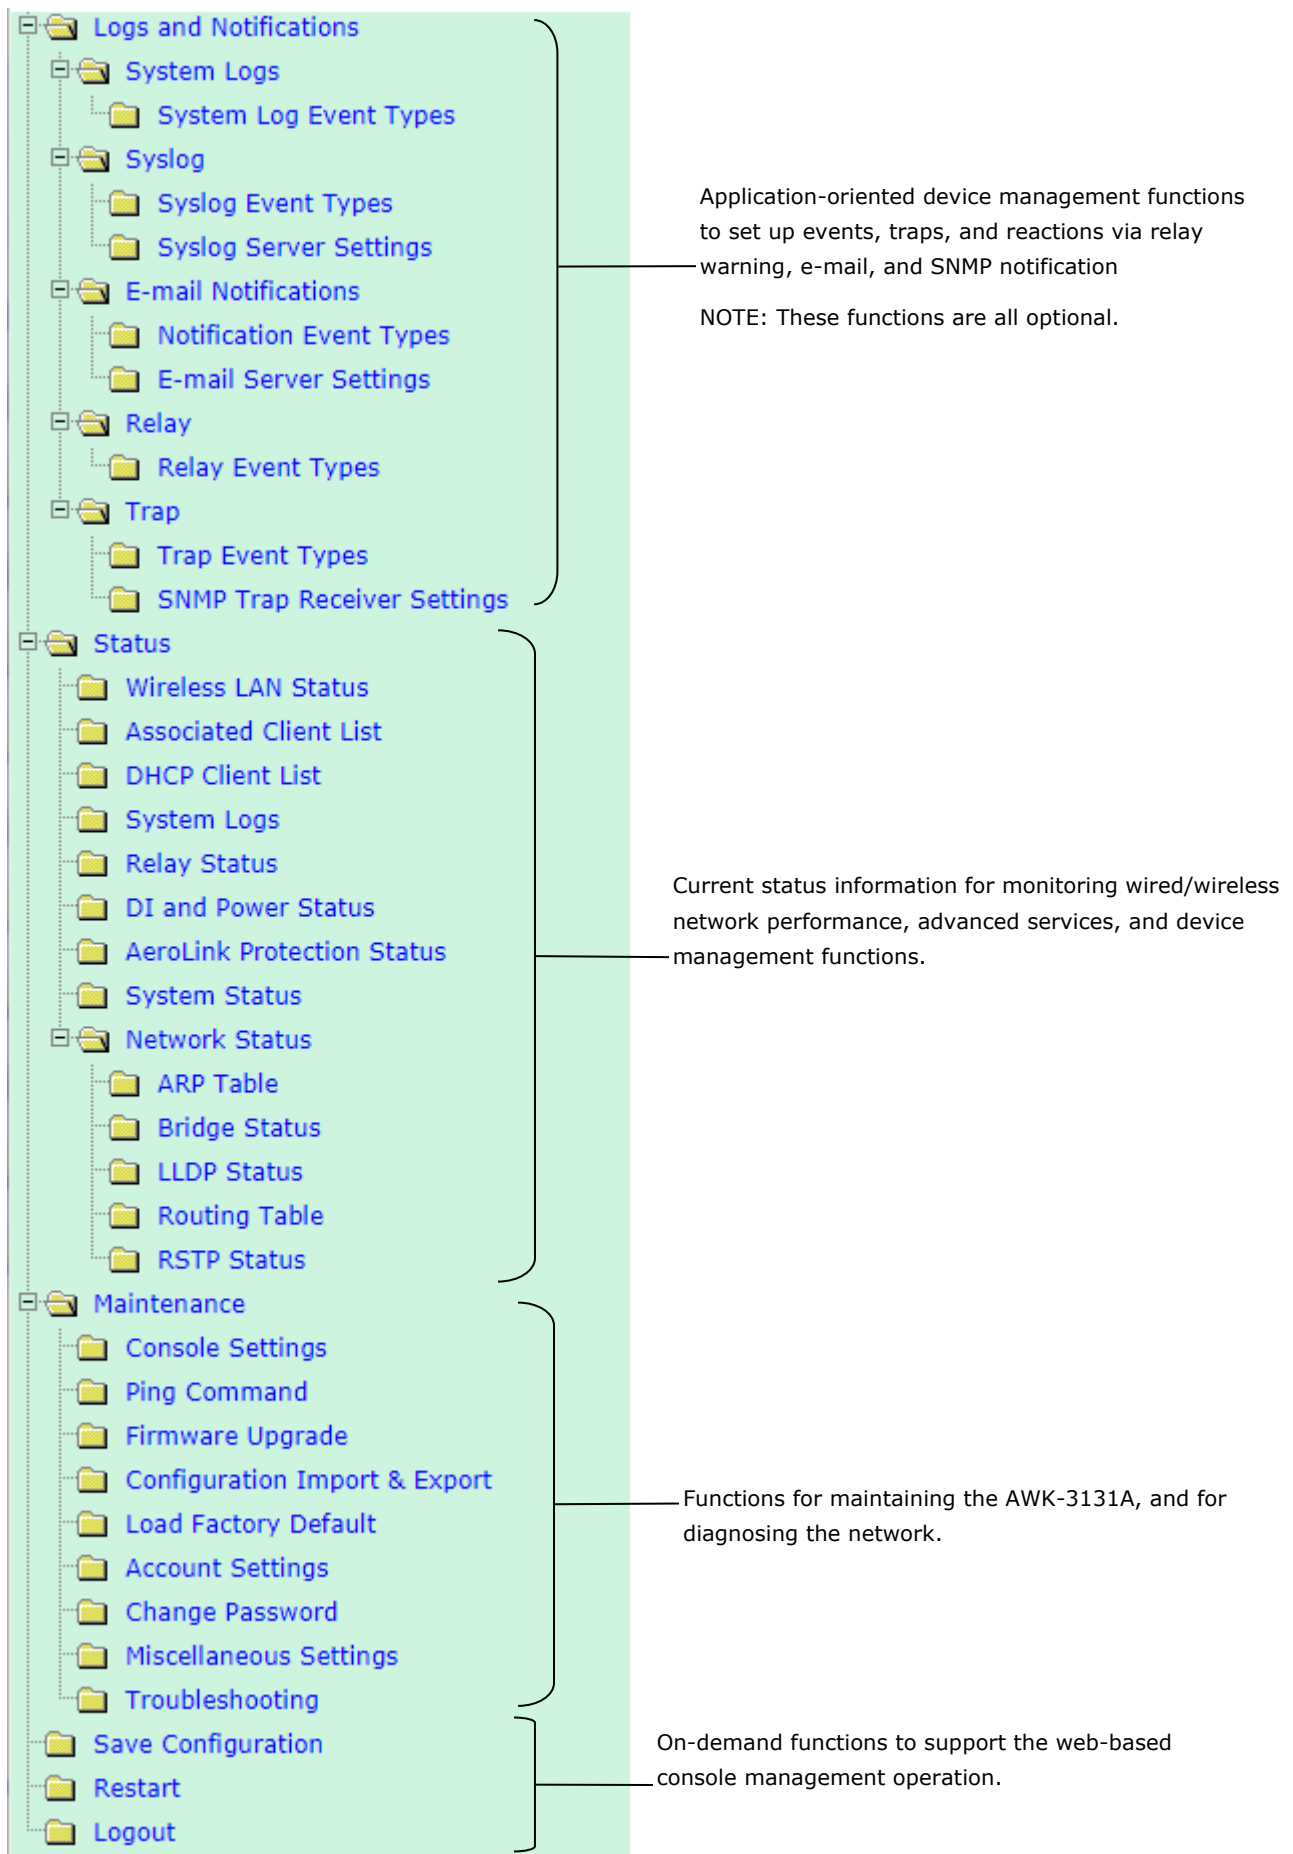 Logs and Notifications
System Logs
System Log Event Types
Syslog
Syslog Event Types
Syslog Server Settings
E-mail Notifications
Notification Event Types
E-mail Server Settings
Relay
Relay Event Types
Trap
Trap Event Types
SNMP Trap Receiver Settings
Application-oriented device management functions
to set up events, traps, and reactions via relay
warning, e-mail, and SNMP notification
NOTE: These functions are all optional.
Status
Wireless LAN Status
Associated Client List
DHCP Client List
System Logs
Relay Status
DI and Power Status
AeroLink Protection Status
System Status
Network Status
ARP Table
Bridge Status
LLDP Status
Routing Table
RSTP Status
Current status information for monitoring wired/wireless
network performance, advanced services, and device
management functions.
Maintenance
Console Settings
Ping Command
Firmware Upgrade
Configuration Import & Export
Load Factory Default
Account Settings
Change Password
Miscellaneous Settings
Troubleshooting
Functions for maintaining the AWK-3131A, and for
diagnosing the network.
Save Configuration
Restart
Logout
On-demand functions to support the web-based
console management operation.